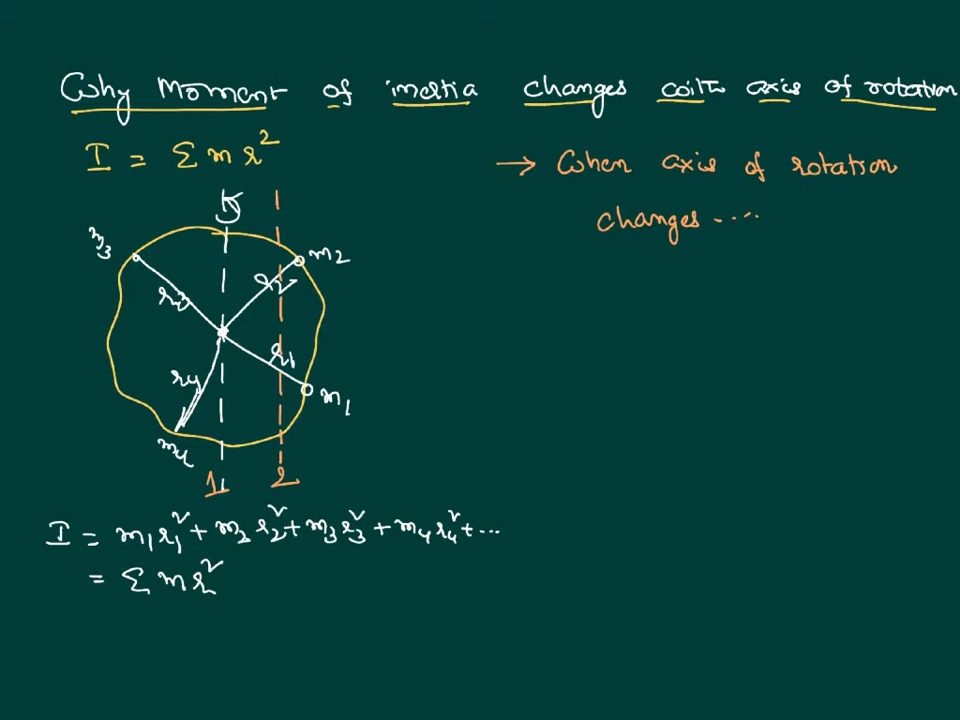 Why Moment of inertia changes with axis of rotation
I = Σ m r²
→ When axis of rotation
changes ....
m3
m2
r2
r3
r1
r4
m1
m4
1
2
I = m₁r₁² + m₂r₂² + m₃r₃² + m₄r₄² + ...
= Σ m r²